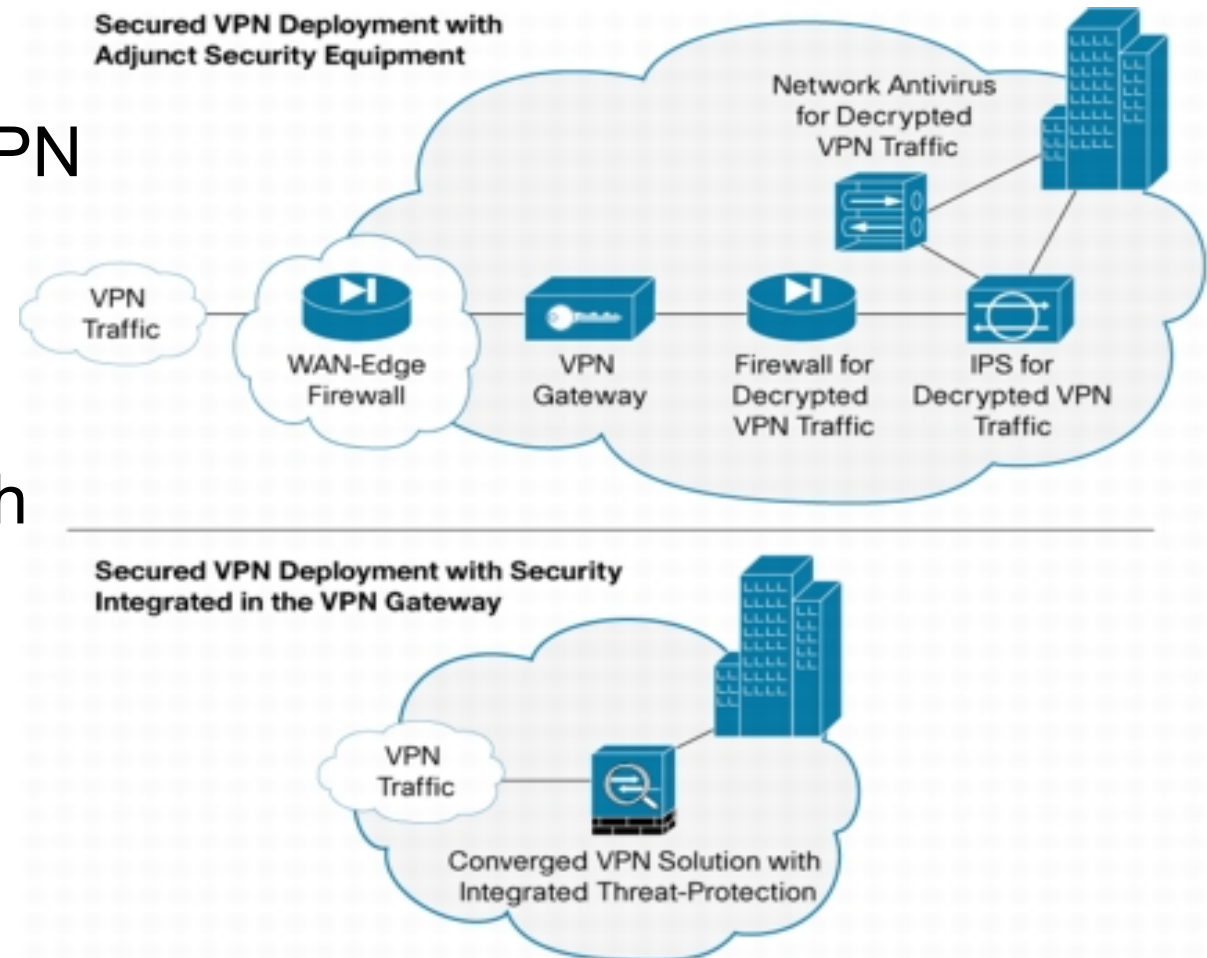 Secured VPN Deployment with
Adjunct Security Equipment
PN
Network Antivirus
for Decrypted
VPN Traffic
VPN
Traffic
WAN-Edge
Firewall
VPN
Gateway
Firewall for
Decrypted
VPN Traffic
IPS for
Decrypted VPN
Traffic
h
Secured VPN Deployment with Security
Integrated in the VPN Gateway
VPN
Traffic
Converged VPN Solution with
Integrated Threat-Protection